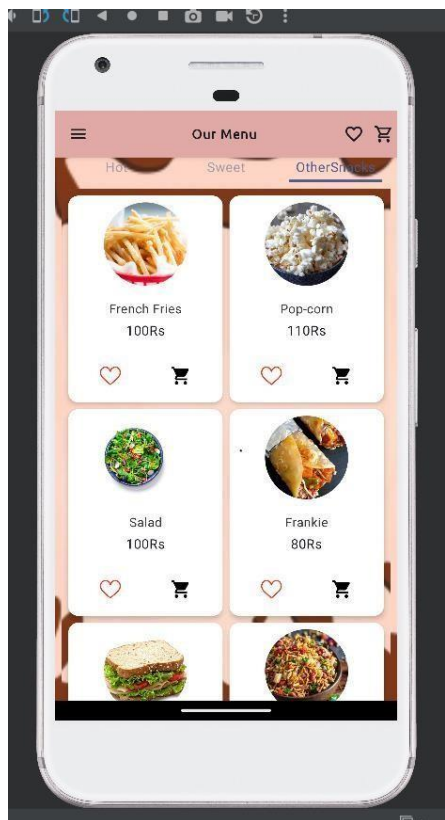 Our Menu
Hot Sweet OtherSnacks
French Fries Pop-corn
100Rs 110Rs
Salad Frankie
100Rs 80Rs